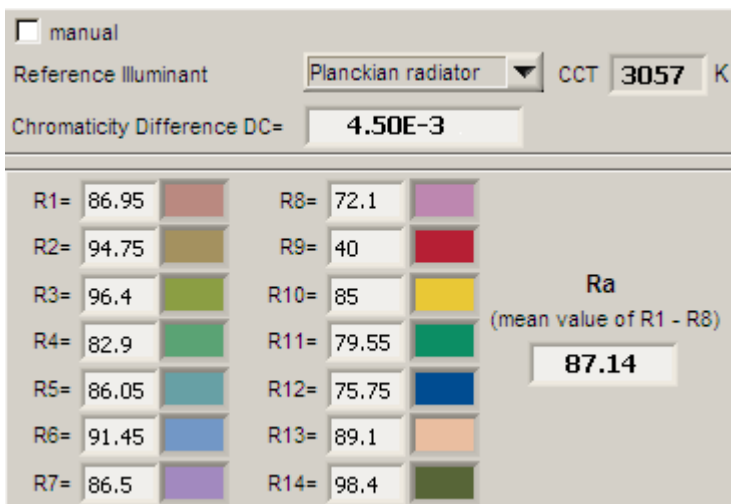 manual
Reference Illuminant Planckian radiator CCT 3057 K
Chromaticity Difference DC= 4.50E-3
R1= 86.95 R8= 72.1
R2= 94.75 R9= 40
R3= 96.4 R10= 85
R4= 82.9 R11= 79.55
R5= 86.05 R12= 75.75
R6= 91.45 R13= 89.1
R7= 86.5 R14= 98.4
Ra
(mean value of R1 - R8)
87.14